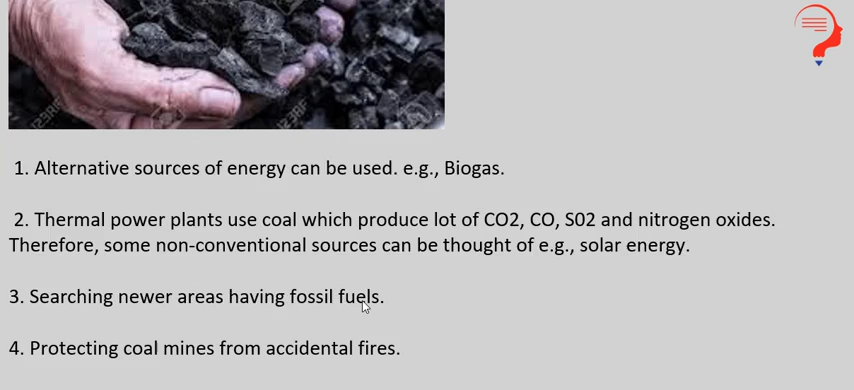 123RF
123RF
1. Alternative sources of energy can be used. e.g., Biogas.
2. Thermal power plants use coal which produce lot of CO2, CO, S02 and nitrogen oxides.
Therefore, some non-conventional sources can be thought of e.g., solar energy.
3. Searching newer areas having fossil fuels.
4. Protecting coal mines from accidental fires.